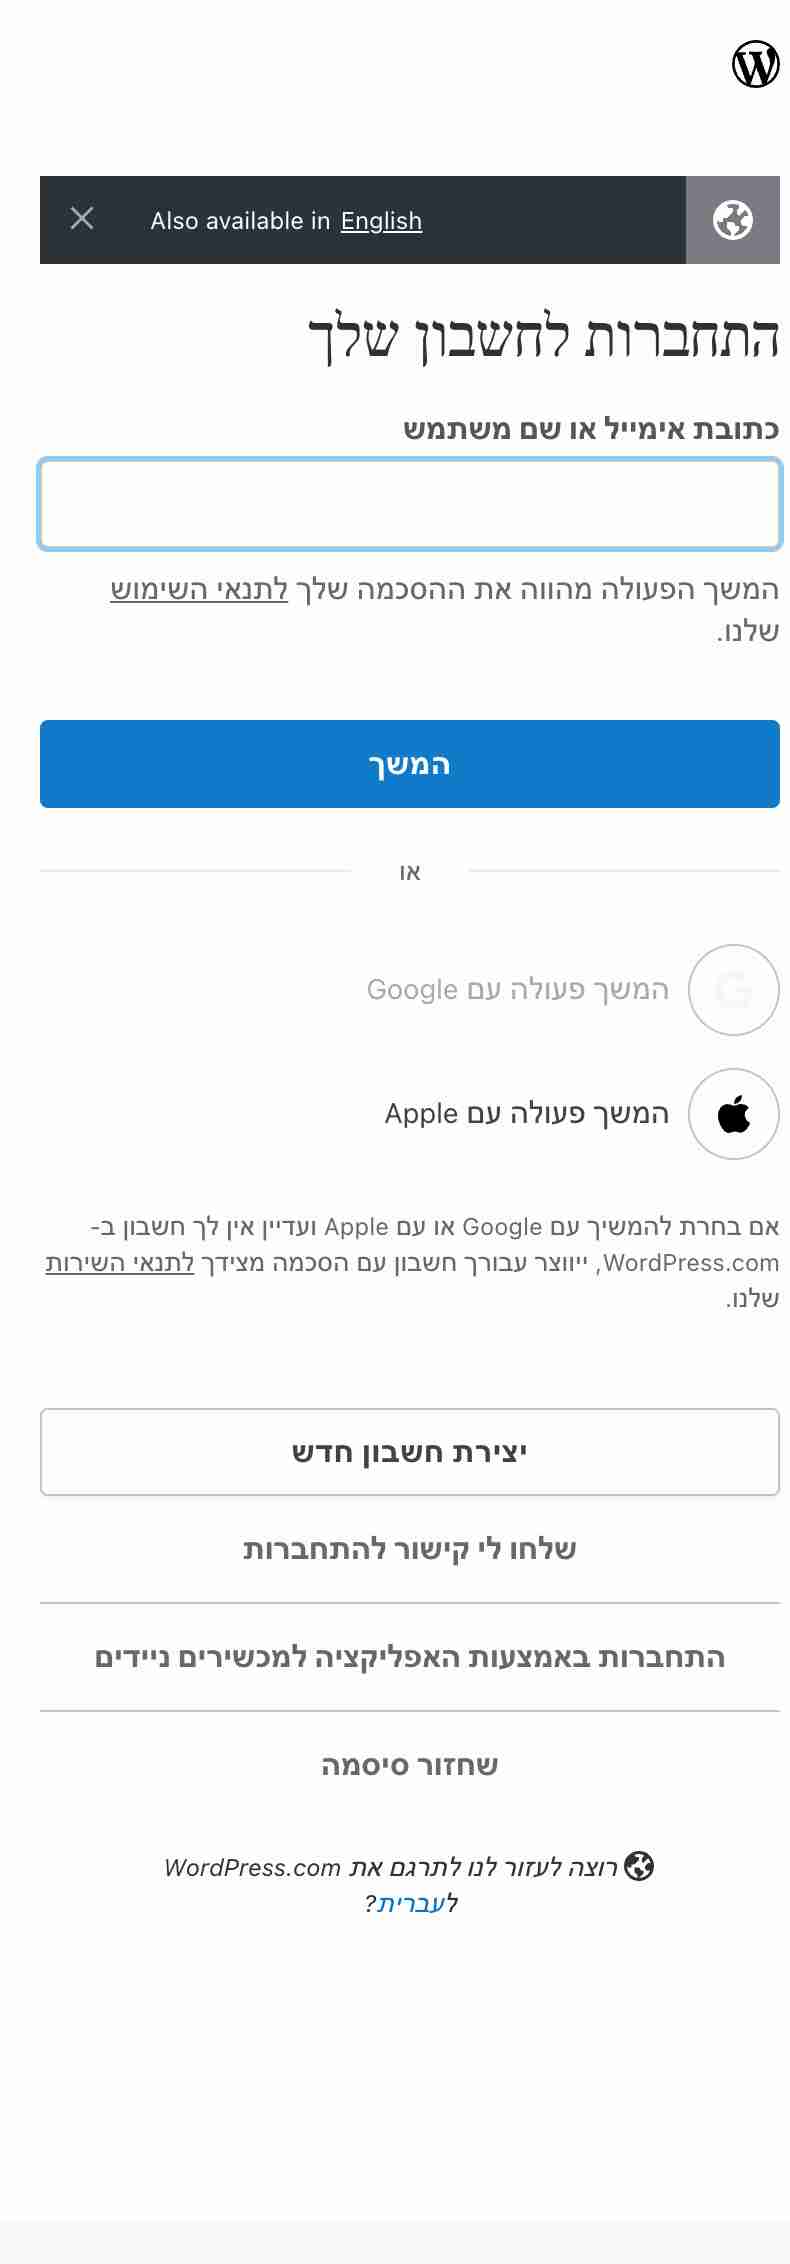 Also available in English
התחברות לחשבון שלך
כתובת אימייל או שם משתמש
המשך הפעולה מהווה את ההסכמה שלך לתנאי השימוש
שלנו.
המשך
או
המשך פעולה עם Google
המשך פעולה עם Apple
אם בחרת להמשיך עם Google או עם Apple ועדיין אין לך חשבון ב-
WordPress.com, ייווצר עבורך חשבון עם הסכמה מצידך לתנאי השירות
שלנו.
יצירת חשבון חדש
שלחו לי קישור להתחברות
התחברות באמצעות האפליקציה למכשירים ניידים
שחזור סיסמה
רוצה לעזור לנו לתרגם את WordPress.com
לעברית?